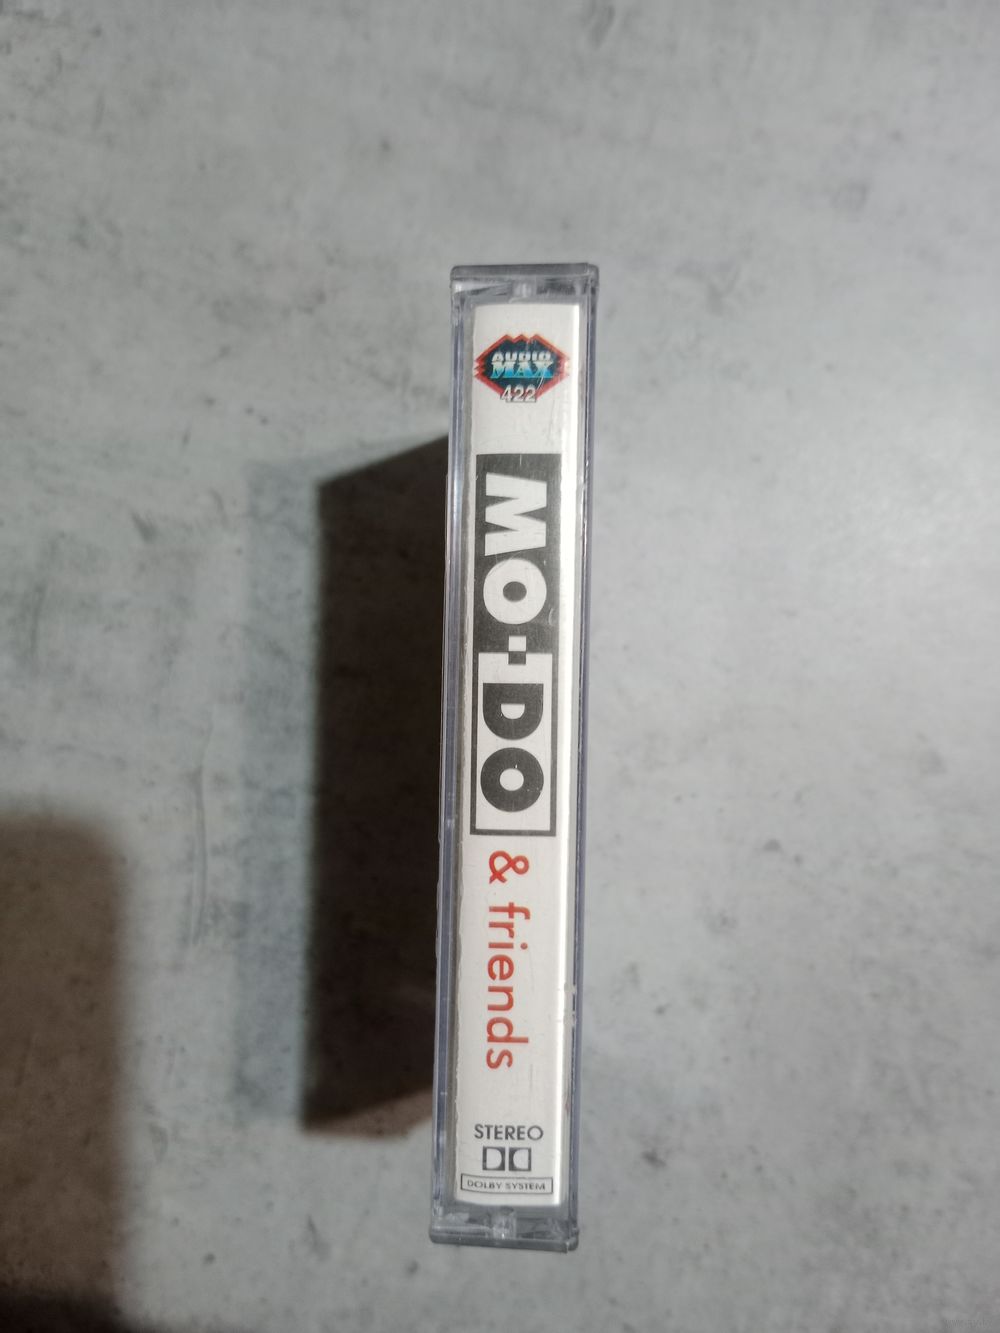 AUDIO
MAX
422
MO-DO
& friends
STEREO
DOLBY SYSTEM